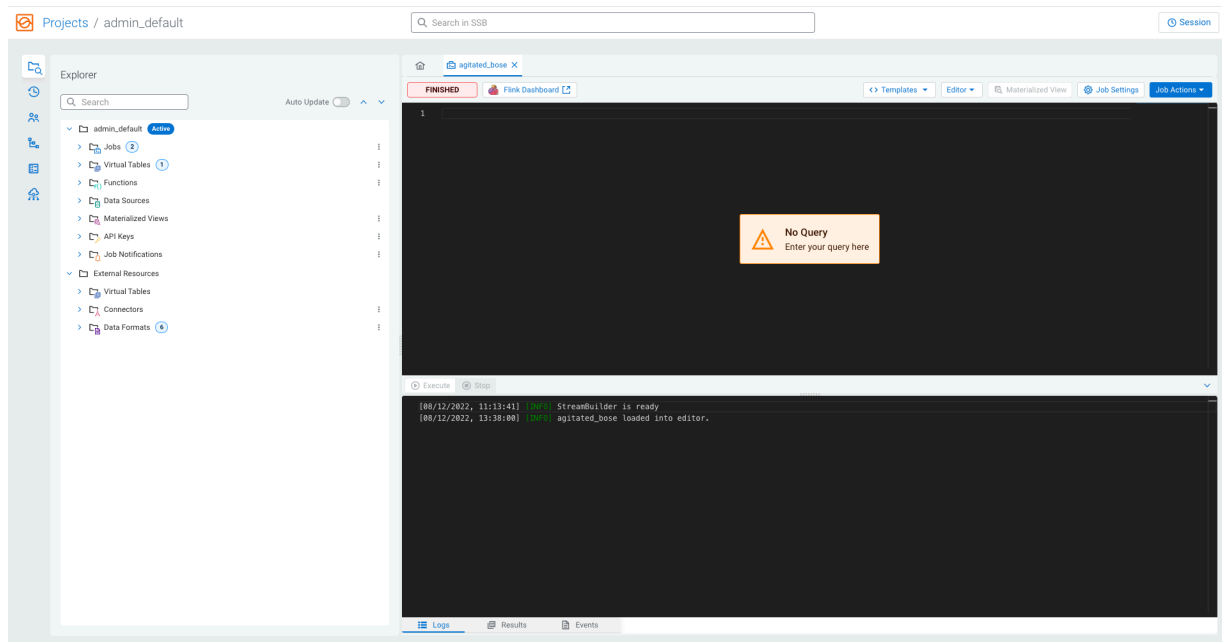 Projects / admin_default
Search in SSB
Session
Explorer
Search
Auto Update
admin_default Active
Jobs 2
Virtual Tables 1
Functions
Data Sources
Materialized Views
API Keys
Job Notifications
External Resources
Virtual Tables
Connectors
Data Formats 6
agitated_bose
FINISHED
Flink Dashboard
Templates
Editor
Materialized View
Job Settings
Job Actions
1
No Query
Enter your query here
Execute
Stop
[08/12/2022, 11:13:41] [INFO] StreamBuilder is ready
[08/12/2022, 13:38:00] [INFO] agitated_bose loaded into editor.
Logs
Results
Events